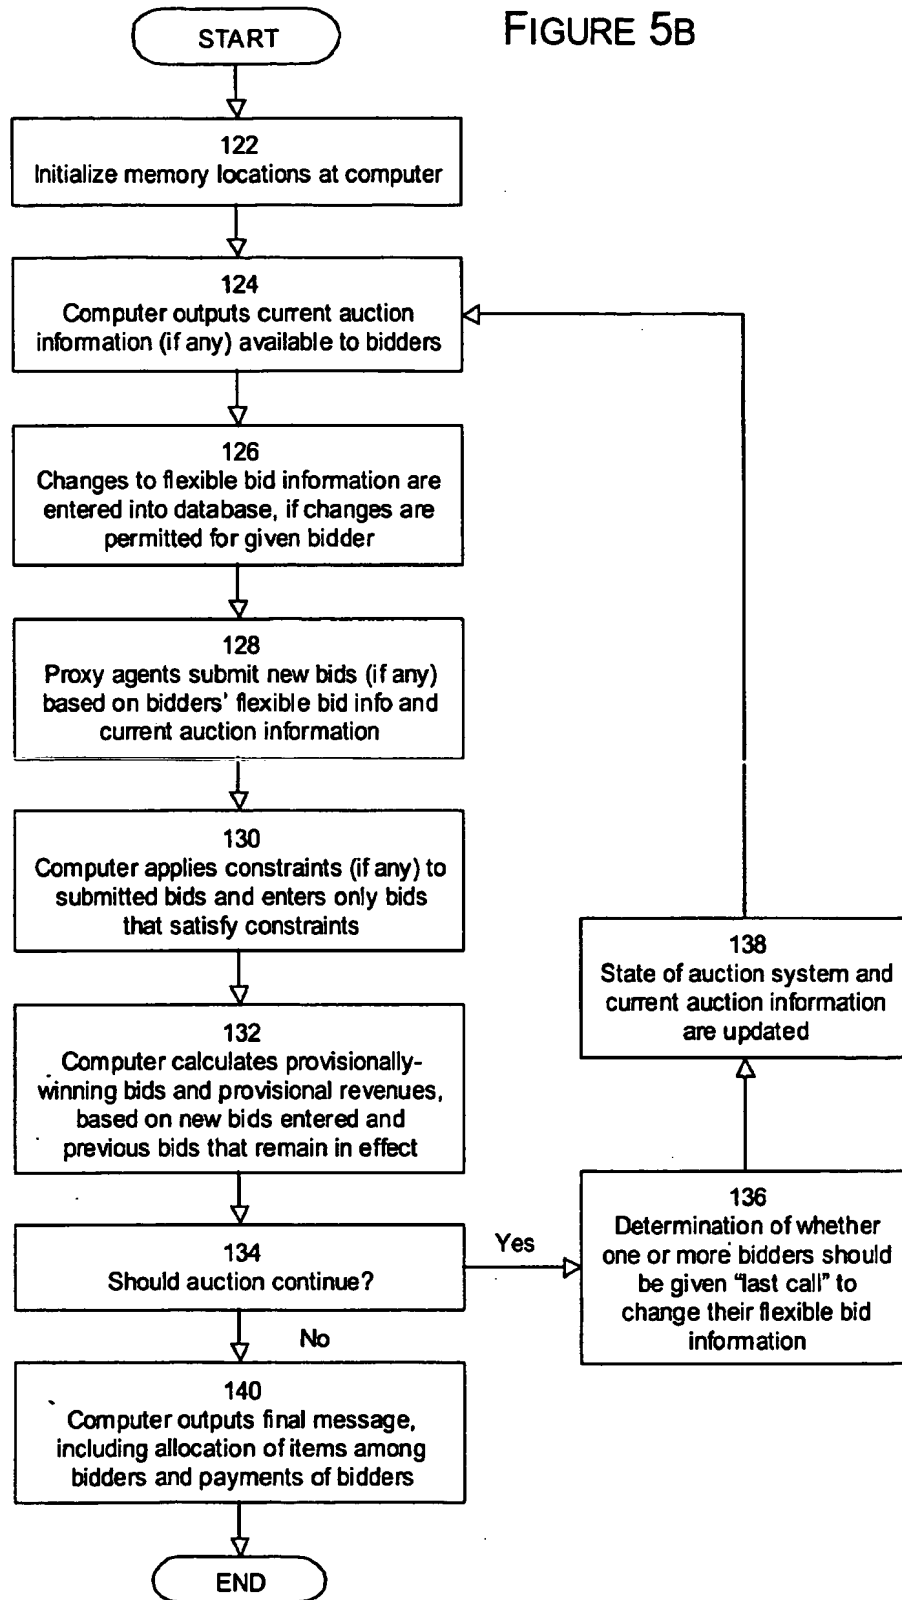 FIGURE 5B
START
122
Initialize memory locations at computer
124
Computer outputs current auction
information (if any) available to bidders
126
Changes to flexible bid information are
entered into database, if changes are
permitted for given bidder
128
Proxy agents submit new bids (if any)
based on bidders' flexible bid info and
current auction information
130
Computer applies constraints (if any) to
submitted bids and enters only bids
that satisfy constraints
132
Computer calculates provisionally-
winning bids and provisional revenues,
based on new bids entered and
previous bids that remain in effect
134
Should auction continue?
Yes
136
Determination of whether
one or more bidders should
be given "last call" to
change their flexible bid
information
138
State of auction system and
current auction information
are updated
No
140
Computer outputs final message,
including allocation of items among
bidders and payments of bidders
END